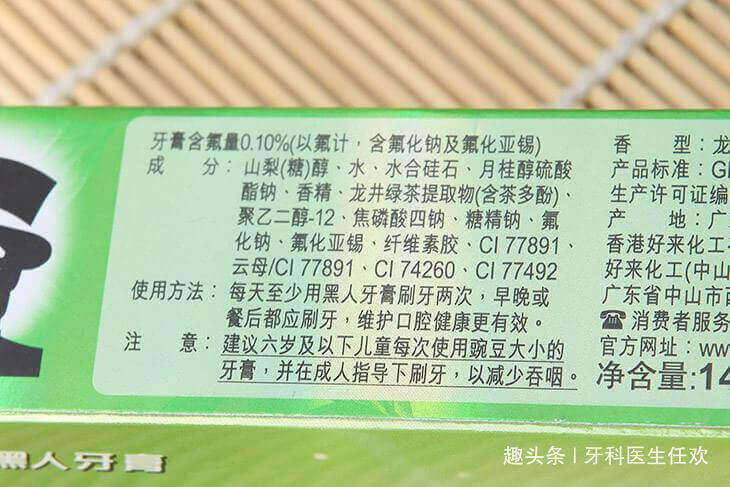 牙膏含氟量0.10%(以氟计，含氟化钠及氟化亚锡)
成 分：山梨(糖)醇、水、水合硅石、月桂醇硫酸
酯钠、香精、龙井绿茶提取物(含茶多酚)、
聚乙二醇-12、焦磷酸四钠、糖精钠、氟
化钠、氟化亚锡、纤维素胶、CI 77891、
云母/CI 77891、CI 74260、CI 77492
使用方法：每天至少用黑人牙膏刷牙两次，早晚或
餐后都应刷牙，维护口腔健康更有效。
注 意：建议六岁及以下儿童每次使用豌豆大小的
牙膏，并在成人指导下刷牙，以减少吞咽。
香 型：龙
产品标准：G
生产许可证编
产 地：广
香港好来化工
好来化工(中山
广东省中山市
☎消费者服务
官方网址：ww
净含量:14
黑人牙膏
趣头条 | 牙科医生任欢